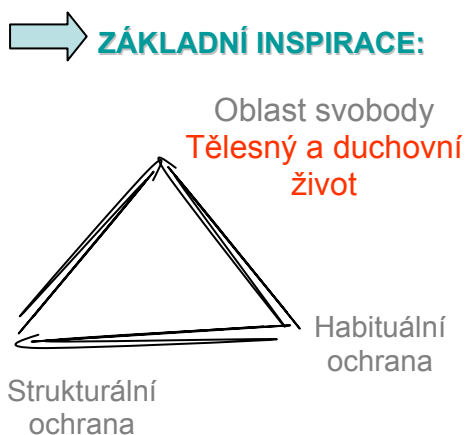 ZÁKLADNÍ INSPIRACE:
Oblast svobody
Tělesný a duchovní
život
Habituální
ochrana
Strukturální
ochrana